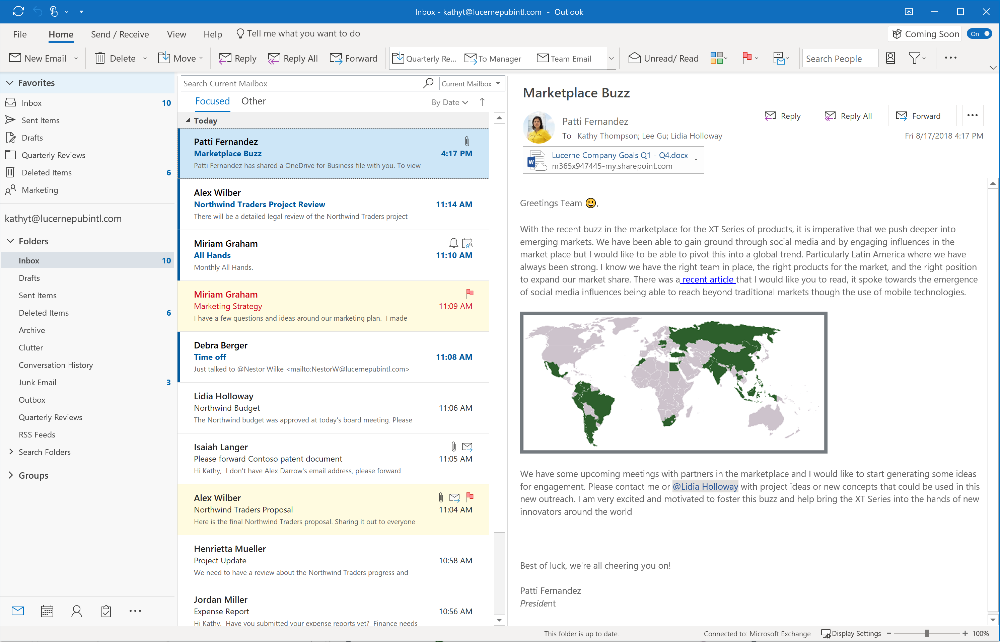 Inbox - kathyt@lucernepubintl.com - Outlook
File Home Send / Receive View Help Tell me what you want to do Coming Soon On
New Email Delete Move Reply Reply All Forward Quarterly Re... To Manager Team Email Unread/ Read Search People
Favorites
Inbox 10
Sent Items
Drafts
Quarterly Reviews
Deleted Items 6
Marketing
kathyt@lucernepubintl.com
Folders
Inbox 10
Drafts
Sent Items
Deleted Items 6
Archive
Clutter
Conversation History
Junk Email 3
Outbox
Quarterly Reviews
RSS Feeds
Search Folders
Groups
Search Current Mailbox Current Mailbox
Focused Other By Date
Today
Patti Fernandez
Marketplace Buzz 4:17 PM
Patti Fernandez has shared a OneDrive for Business file with you. To view
Alex Wilber
Northwind Traders Project Review 11:14 AM
There will be a detailed legal review of the Northwind Traders project
Miriam Graham
All Hands 11:10 AM
Monthly All Hands.
Miriam Graham
Marketing Strategy 11:09 AM
I have a few questions and ideas around our marketing plan. I made
Debra Berger
Time off 11:08 AM
Just talked to @Nestor Wilke <mailto:NestorW@lucernepubintl.com>
Lidia Holloway
Northwind Budget 11:06 AM
The Northwind budget was approved at today's board meeting. Please
Isaiah Langer
Please forward Contoso patent document 11:05 AM
Hi Kathy, I don't have Alex Darrow's email address, please forward
Alex Wilber
Northwind Traders Proposal 11:04 AM
Here is the final Northwind Traders proposal. Sharing it out to everyone
Henrietta Mueller
Project Update 10:58 AM
We need to have a review about the Northwind Traders progress and
Jordan Miller
Expense Report 10:56 AM
Hi Kathy, Have you submitted your expense reports yet? Finance needs
Marketplace Buzz
Reply Reply All Forward
Patti Fernandez
To Kathy Thompson; Lee Gu; Lidia Holloway Fri 8/17/2018 4:17 PM
W Lucerne Company Goals Q1 - Q4.docx
m365x947445-my.sharepoint.com
Greetings Team 😃,
With the recent buzz in the marketplace for the XT Series of products, it is imperative that we push deeper into
emerging markets. We have been able to gain ground through social media and by engaging influences in the
market place but I would like to be able to pivot this into a global trend. Particularly Latin America where we have
always been strong. I know we have the right team in place, the right products for the market, and the right position
to expand our market share. There was a recent article that I would like you to read, it spoke towards the emergence
of social media influences being able to reach beyond traditional markets though the use of mobile technologies.
We have some upcoming meetings with partners in the marketplace and I would like to start generating some ideas
for engagement. Please contact me or @Lidia Holloway with project ideas or new concepts that could be used in this
new outreach. I am very excited and motivated to foster this buzz and help bring the XT Series into the hands of new
innovators around the world
Best of luck, we're all cheering you on!
Patti Fernandez
President
This folder is up to date. Connected to: Microsoft Exchange Display Settings 100%